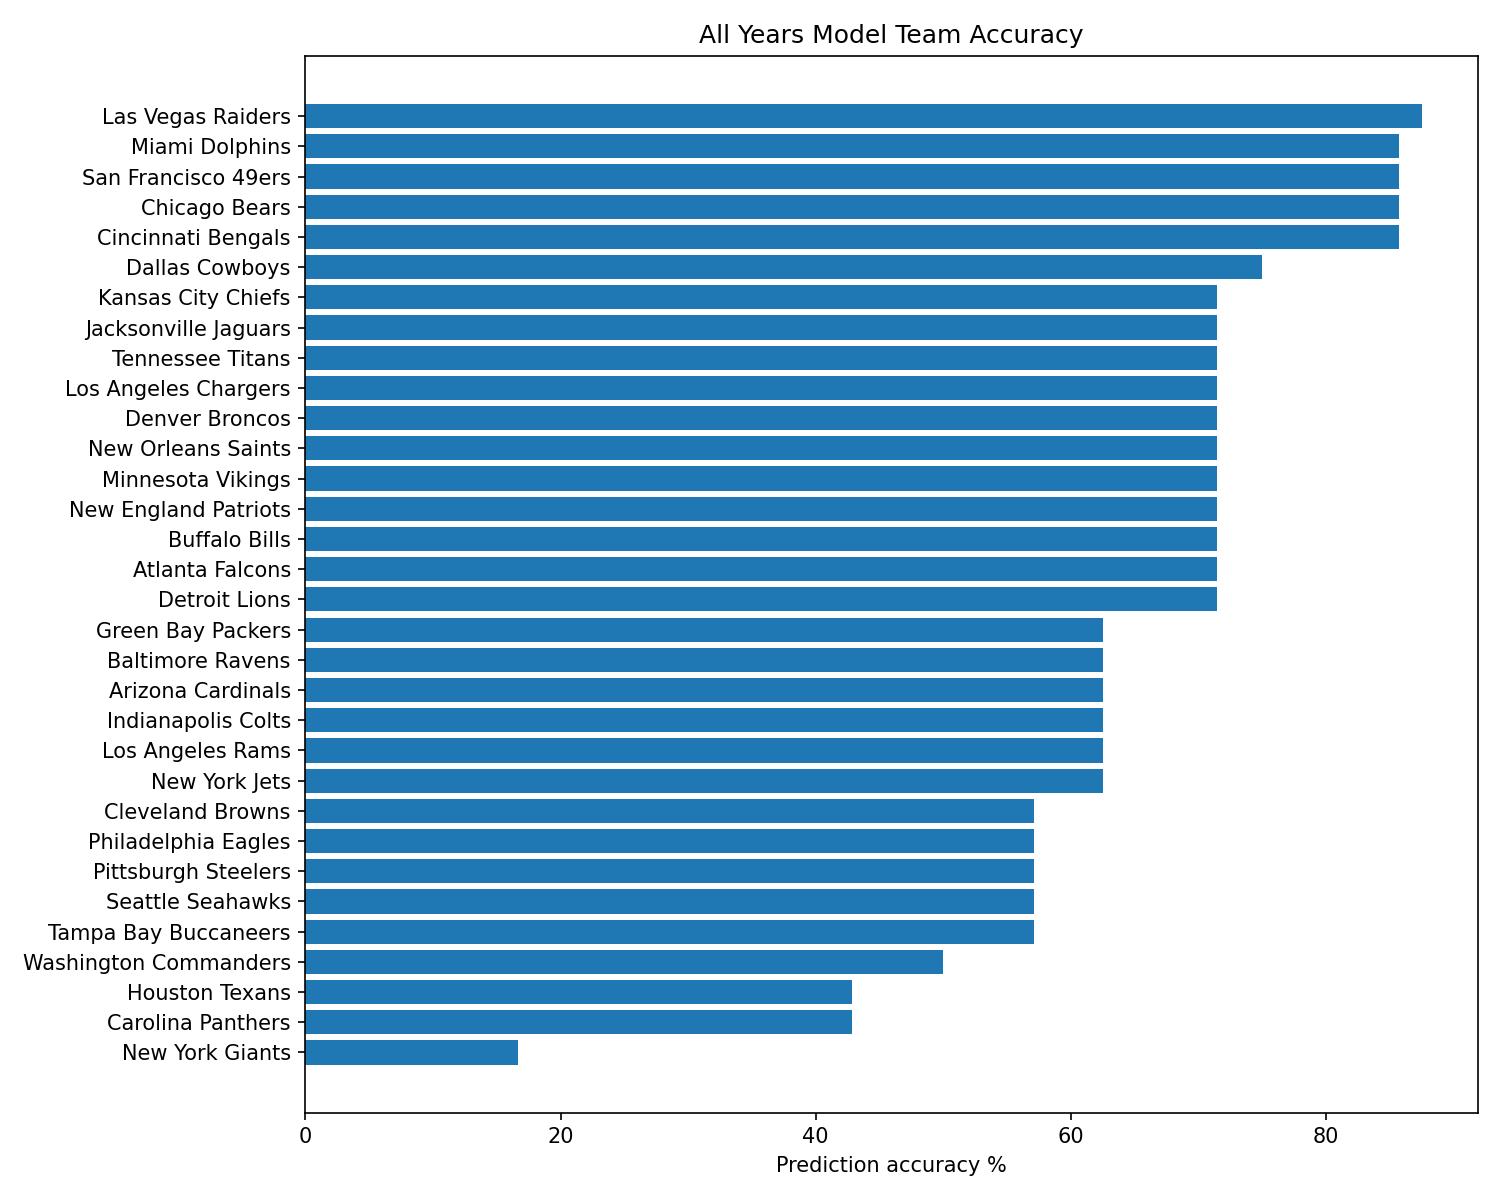 All Years Model Team Accuracy
Las Vegas Raiders
Miami Dolphins
San Francisco 49ers
Chicago Bears
Cincinnati Bengals
Dallas Cowboys
Kansas City Chiefs
Jacksonville Jaguars
Tennessee Titans
Los Angeles Chargers
Denver Broncos
New Orleans Saints
Minnesota Vikings
New England Patriots
Buffalo Bills
Atlanta Falcons
Detroit Lions
Green Bay Packers
Baltimore Ravens
Arizona Cardinals
Indianapolis Colts
Los Angeles Rams
New York Jets
Cleveland Browns
Philadelphia Eagles
Pittsburgh Steelers
Seattle Seahawks
Tampa Bay Buccaneers
Washington Commanders
Houston Texans
Carolina Panthers
New York Giants
0 20 40 60 80
Prediction accuracy %